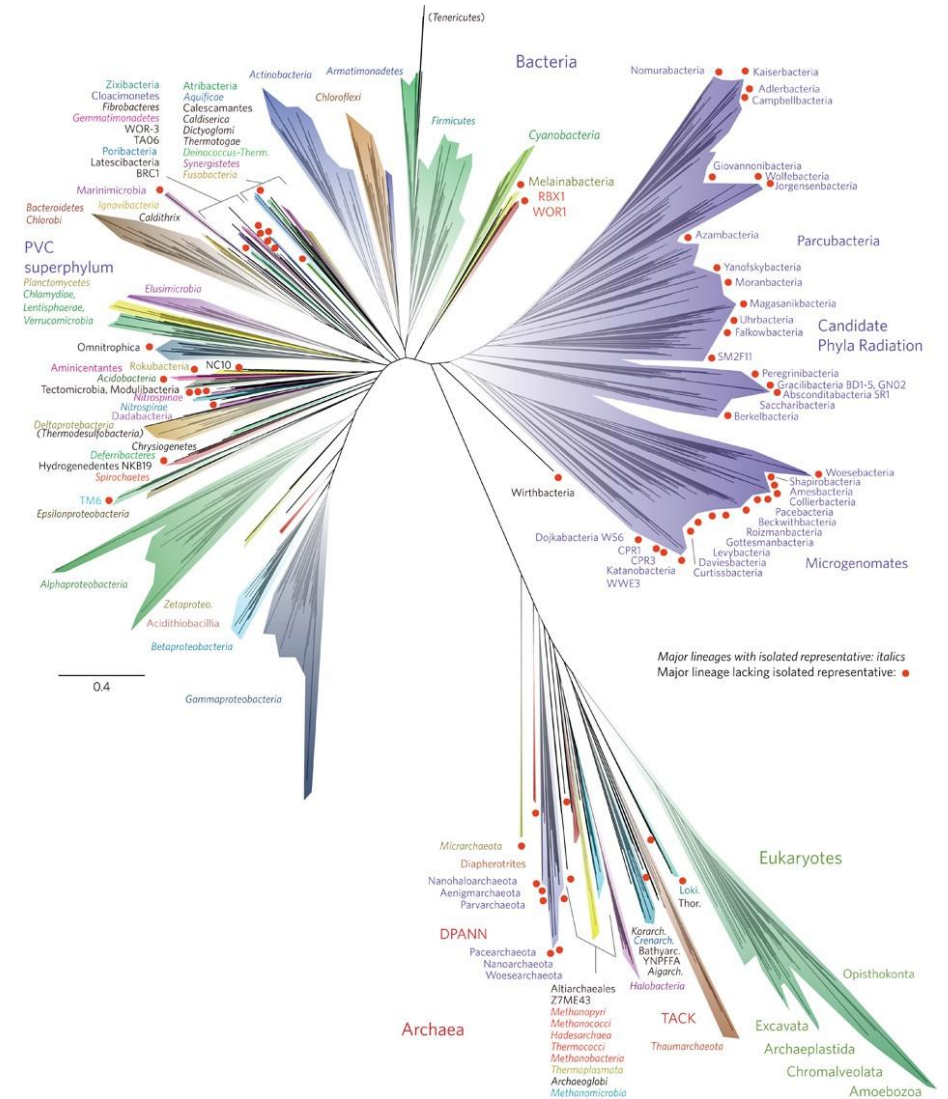 (Tenericutes)
Bacteria
Actinobacteria
Armatimonadetes
Chloroflexi
Firmicutes
Cyanobacteria
Melainabacteria
RBX1
WOR1
Zixibacteria
Cloacimonetes
Fibrobacteres
Gemmatimonadetes
WOR-3
TA06
Poribacteria
Latescibacteria
BRC1
Atribacteria
Aquificae
Calescamantes
Caldiserica
Dictyoglomi
Thermotogae
Deinococcus-Therm.
Synergistetes
Fusobacteria
Marinimicrobia
Bacteroidetes
Chlorobi
Ignavibacteria
Caldithrix
PVC
superphylum
Planctomycetes
Chlamydiae,
Lentisphaerae,
Verrucomicrobia
Elusimicrobia
Omnitrophica
Aminicentantes
Rokubacteria
NC10
Acidobacteria
Tectomicrobia, Modulibacteria
Nitrospinae
Nitrospirae
Dadabacteria
Deltaprotebacteria
(Thermodesulfobacteria)
Chrysiogenetes
Deferribacteres
Hydrogenedentes NKB19
Spirochaetes
TM6
Epsilonproteobacteria
Alphaproteobacteria
Zetaproteo.
Acidithiobacillia
Betaproteobacteria
Gammaproteobacteria
0.4
Nomurabacteria
Kaiserbacteria
Adlerbacteria
Campbellbacteria
Giovannonibacteria
Wolfebacteria
Jorgensenbacteria
Azambacteria
Parcubacteria
Yanofskybacteria
Moranbacteria
Magasanikbacteria
Uhrbacteria
Falkowbacteria
Candidate
Phyla Radiation
SM2F11
Peregrinibacteria
Gracilibacteria BD1-5, GN02
Absconditabacteria SR1
Saccharibacteria
Berkelbacteria
Woesebacteria
Shapirobacteria
Amesbacteria
Collierbacteria
Pacebacteria
Beckwithbacteria
Roizmanbacteria
Gottesmanbacteria
Levybacteria
Daviesbacteria
Curtissbacteria
Microgenomates
Wirthbacteria
Dojkabacteria WS6
CPR1
CPR3
Katanobacteria
WWE3
Major lineages with isolated representative: italics
Major lineage lacking isolated representative:
Micrarchaeota
Diapherotrites
Nanohaloarchaeota
Aenigmarchaeota
Parvarchaeota
DPANN
Pacearchaeota
Nanoarchaeota
Woesearchaeota
Archaea
Altiarchaeales
Z7ME43
Methanopyri
Methanococci
Hadesarchaea
Thermococci
Methanobacteria
Thermoplasmata
Archaeoglobi
Methanomicrobia
Halobacteria
Korarch.
Crenarch.
Bathyarc.
YNPFFA
Aigarch.
TACK
Thaumarchaeota
Loki.
Thor.
Eukaryotes
Opisthokonta
Excavata
Archaeplastida
Chromalveolata
Amoebozoa